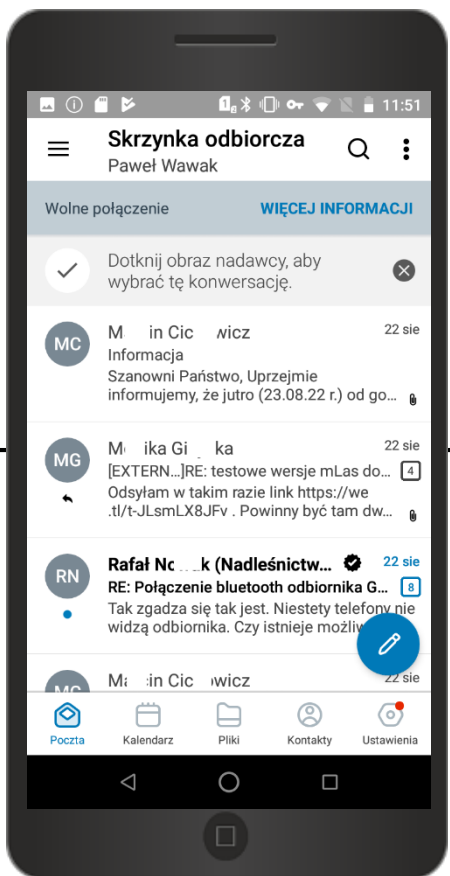 11:51
Skrzynka odbiorcza
Paweł Wawak
Wolne połączenie WIĘCEJ INFORMACJI
Dotknij obraz nadawcy, aby
wybrać tę konwersację.
MC 22 sie
Informacja
Szanowni Państwo, Uprzejmie
informujemy, że jutro (23.08.22 r.) od go...
MG 22 sie
[EXTERN...]RE: testowe wersje mLas do... 4
Odsyłam w takim razie link https://we
.tl/t-JLsmLX8JFv . Powinny być tam dw...
RN Rafał (Nadleśnictw... 22 sie
RE: Połączenie bluetooth odbiornika G... 8
Tak zgadza się tak jest. Niestety telefony nie
widzą odbiornika. Czy istnieje
22 sie
Poczta Kalendarz Pliki Kontakty Ustawienia